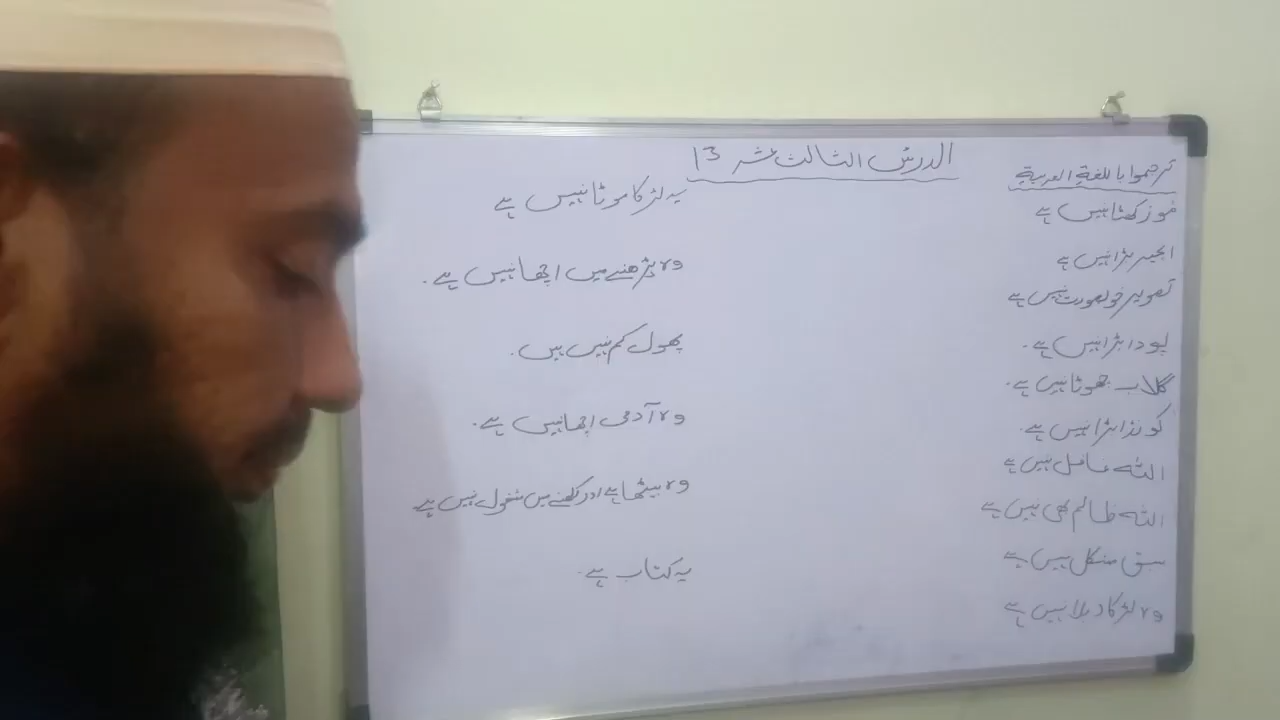 الدرس الثالث عشر 13
ترجموا باللغة العربية
موز کھٹا نہیں ہے
انجیر بڑا نہیں ہے
تصویر خوبصورت نہیں ہے
پودا بڑا نہیں ہے.
گلاب چھوٹا نہیں ہے.
بڑا نہیں ہے.
اللہ غافل نہیں ہے
اللہ ظالم بھی نہیں ہے
سبق مشکل نہیں ہے
وہ لڑکا دبلا نہیں ہے
یہ لڑکا موٹا نہیں ہے
وہ پڑھنے میں اچھا نہیں ہے.
پھول کم نہیں ہیں.
وہ آدمی اچھا نہیں ہے.
وہ بیٹھا ہے اور لکھنے میں مشغول نہیں ہے
یہ کتاب ہے.